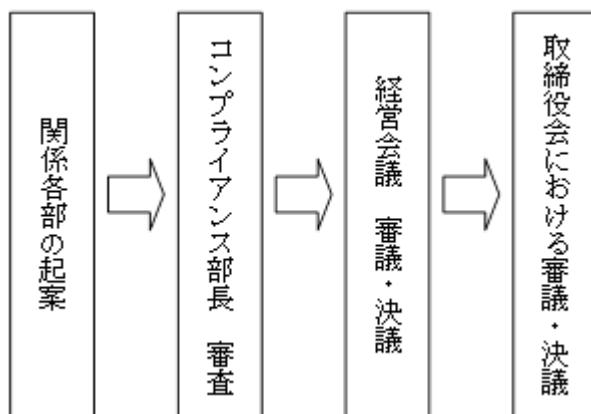 関係各部の起案
コンプライアンス部長 審査
経営会議 審議・決議
取締役会における審議・決議